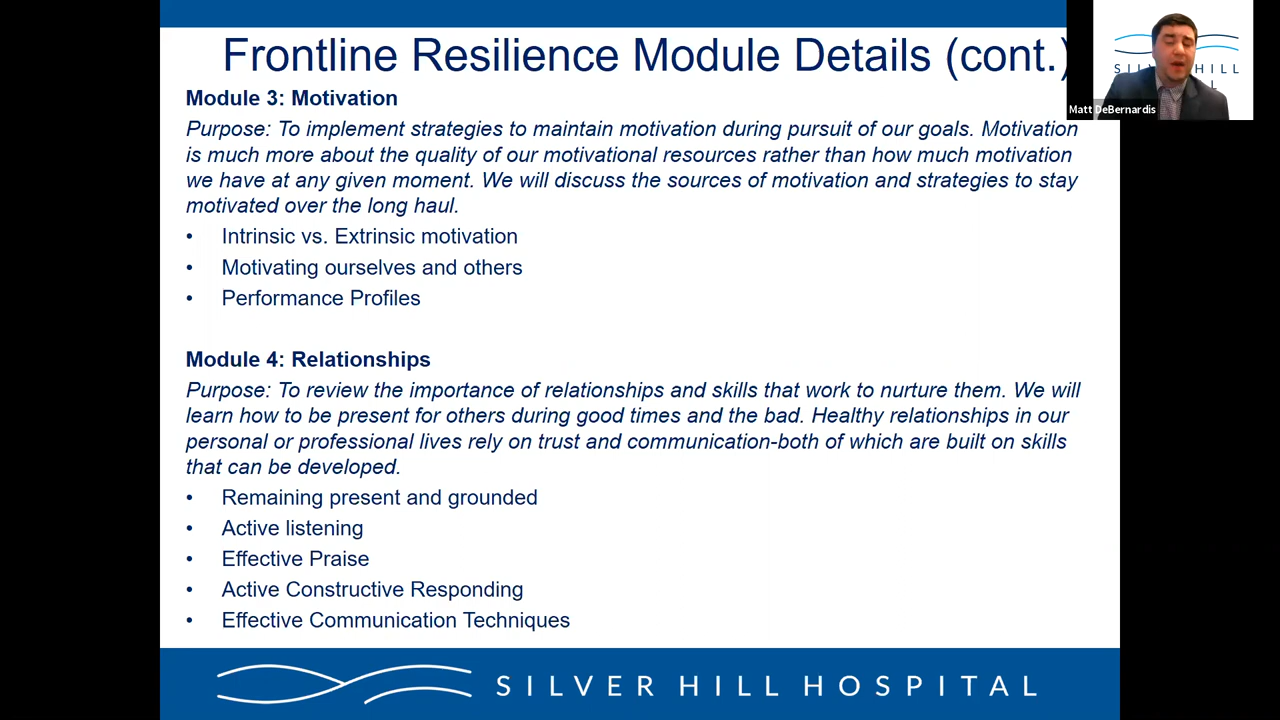 Frontline Resilience Module Details (cont.)
Module 3: Motivation
Purpose: To implement strategies to maintain motivation during pursuit of our goals. Motivation
is much more about the quality of our motivational resources rather than how much motivation
we have at any given moment. We will discuss the sources of motivation and strategies to stay
motivated over the long haul.
• Intrinsic vs. Extrinsic motivation
• Motivating ourselves and others
• Performance Profiles
Module 4: Relationships
Purpose: To review the importance of relationships and skills that work to nurture them. We will
learn how to be present for others during good times and the bad. Healthy relationships in our
personal or professional lives rely on trust and communication-both of which are built on skills
that can be developed.
• Remaining present and grounded
• Active listening
• Effective Praise
• Active Constructive Responding
• Effective Communication Techniques
SILVER HILL HOSPITAL
Matt DeBernardis